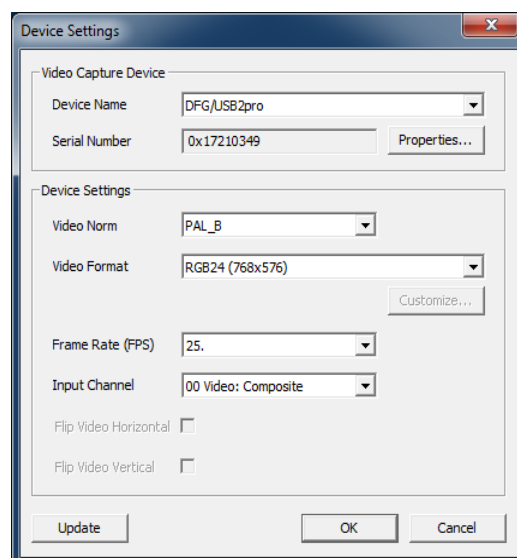 Device Settings
Video Capture Device
Device Name DFG/USB2pro
Serial Number 0x17210349 Properties...
Device Settings
Video Norm PAL_B
Video Format RGB24 (768x576)
Customize...
Frame Rate (FPS) 25.
Input Channel 00 Video: Composite
Flip Video Horizontal
Flip Video Vertical
Update OK Cancel